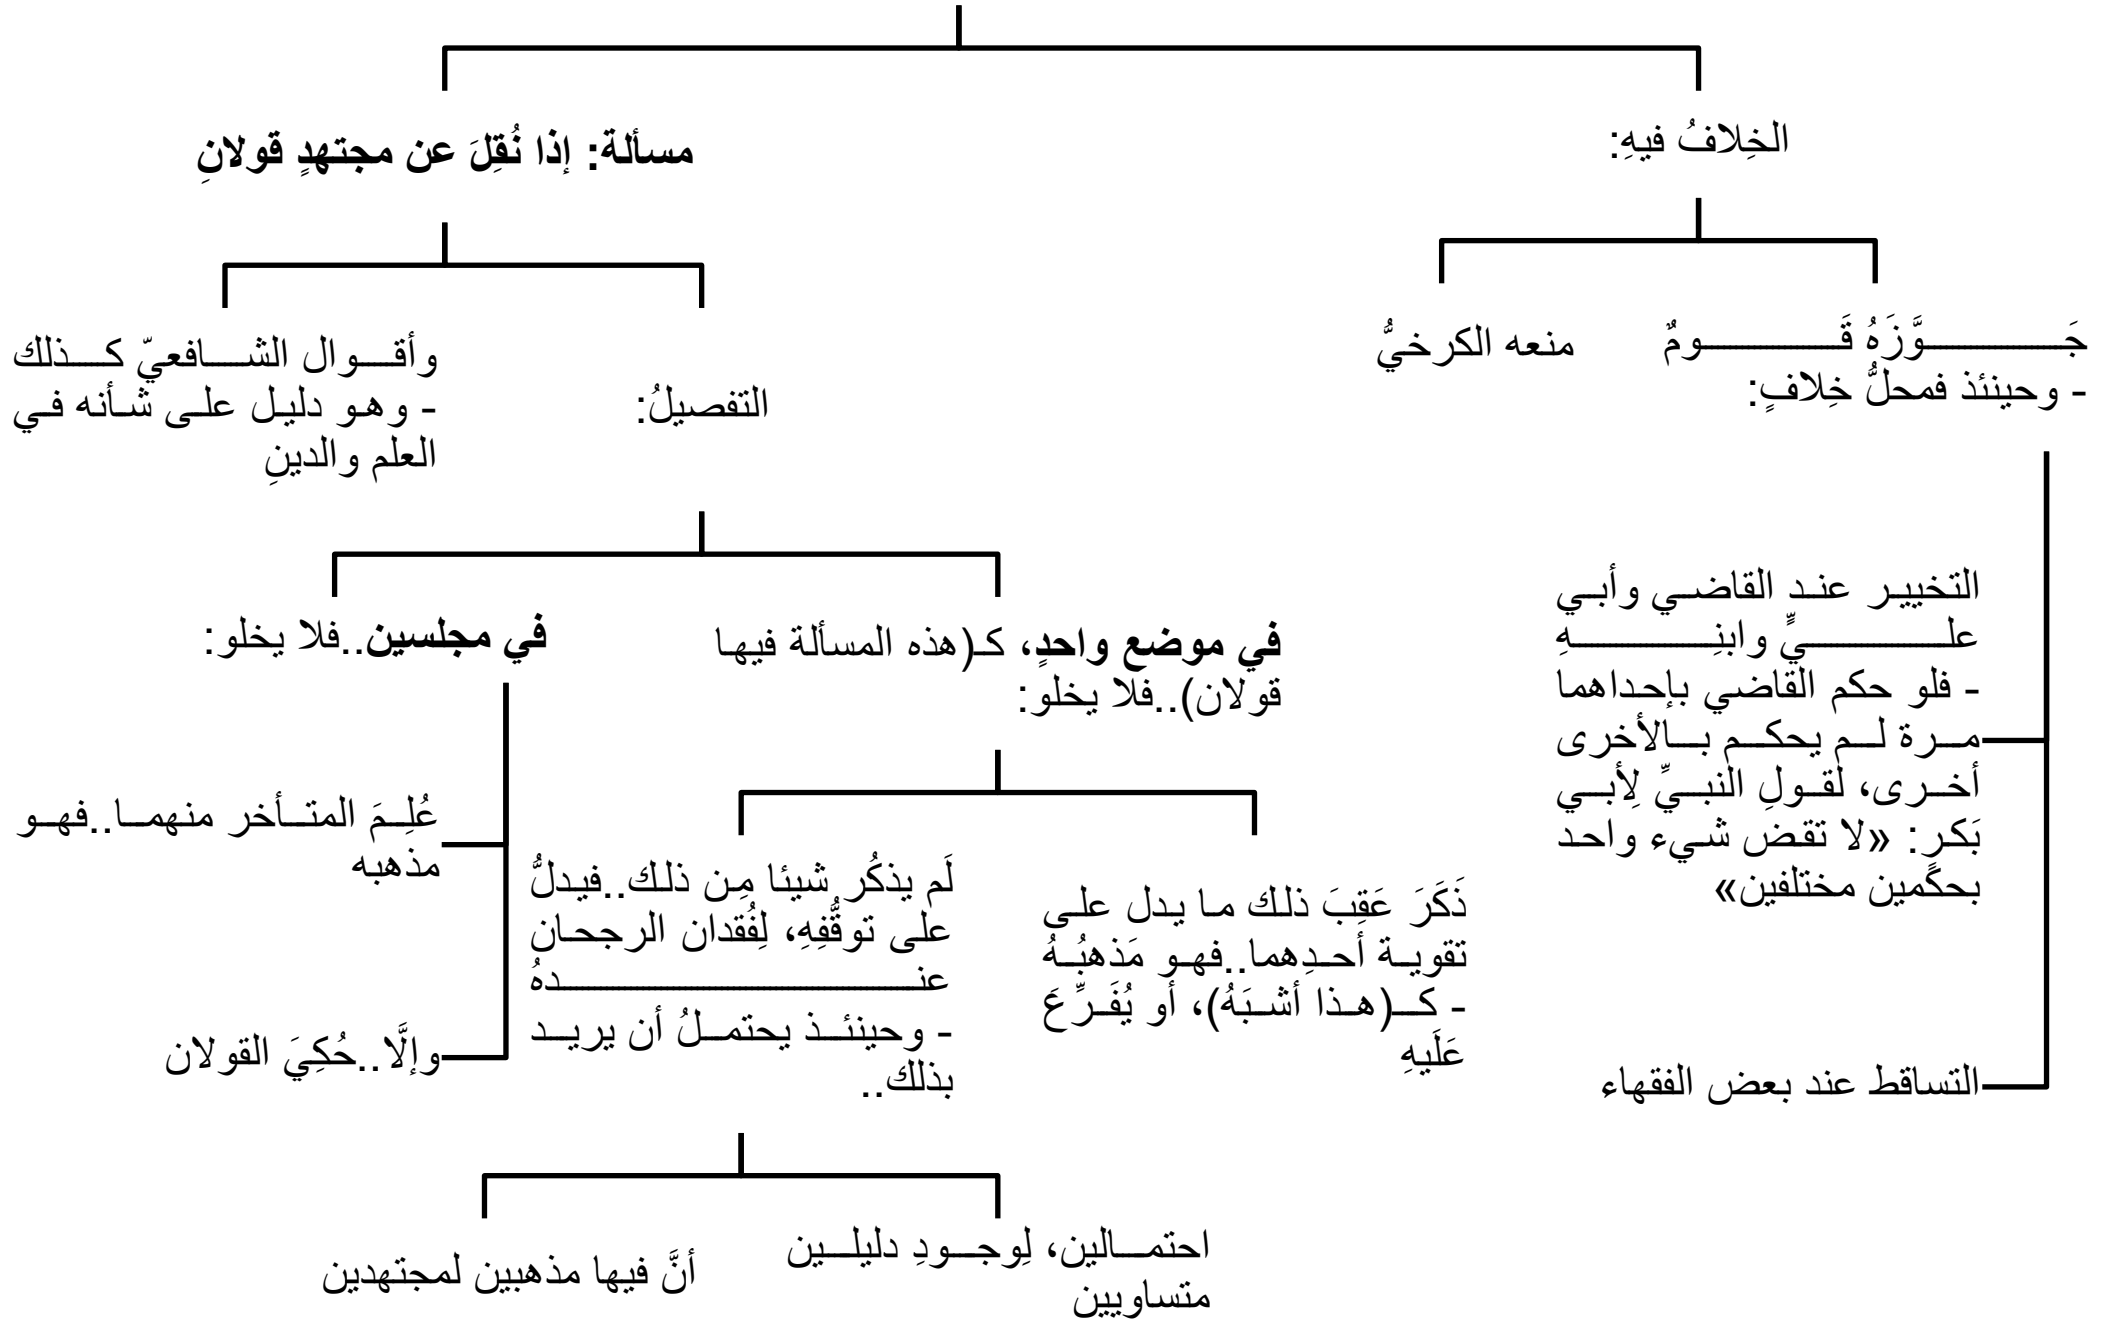 الخِلافُ فيهِ:
جَـوَّزَهُ قَـومٌ
- وحينئذ فمحلُّ خِلافٍ:
التخيير عند القاضي وأبي
عليٍّ وابنِهِ
- فلو حكم القاضي بإحداهما
مرة لم يحكم بالأخرى
أخرى، لقولِ النبيِّ لِأبي
بَكرٍ: «لا تقض شيء واحد
بحكمين مختلفين»
التساقط عند بعض الفقهاء
منعه الكرخيُّ
مسألة: إذا نُقِلَ عن مجتهدٍ قولانِ
التفصيلُ:
في موضع واحدٍ، كـ(هذه المسألة فيها
قولان)..فلا يخلو:
ذَكَرَ عَقِبَ ذلك ما يدل على
تقوية أحدِهما..فهو مَذهبُهُ
- كـ(هذا أشبَهُ)، أو يُفَرِّعَ
عَلَيهِ
لَم يذكُر شيئا مِن ذلك..فيدلُّ
على توقُّفِهِ، لِفُقدان الرجحان
عندهُ
- وحينئذ يحتملُ أن يريد
بذلك..
احتمالين، لِوجودِ دليلين
متساويين
أنَّ فيها مذهبين لمجتهدين
في مجلسين..فلا يخلو:
عُلِمَ المتأخر منهما..فهو
مذهبه
وإلَّا..حُكِيَ القولان
وأقوال الشافعيّ كذلك
- وهو دليل على شأنه في
العلم والدينِ